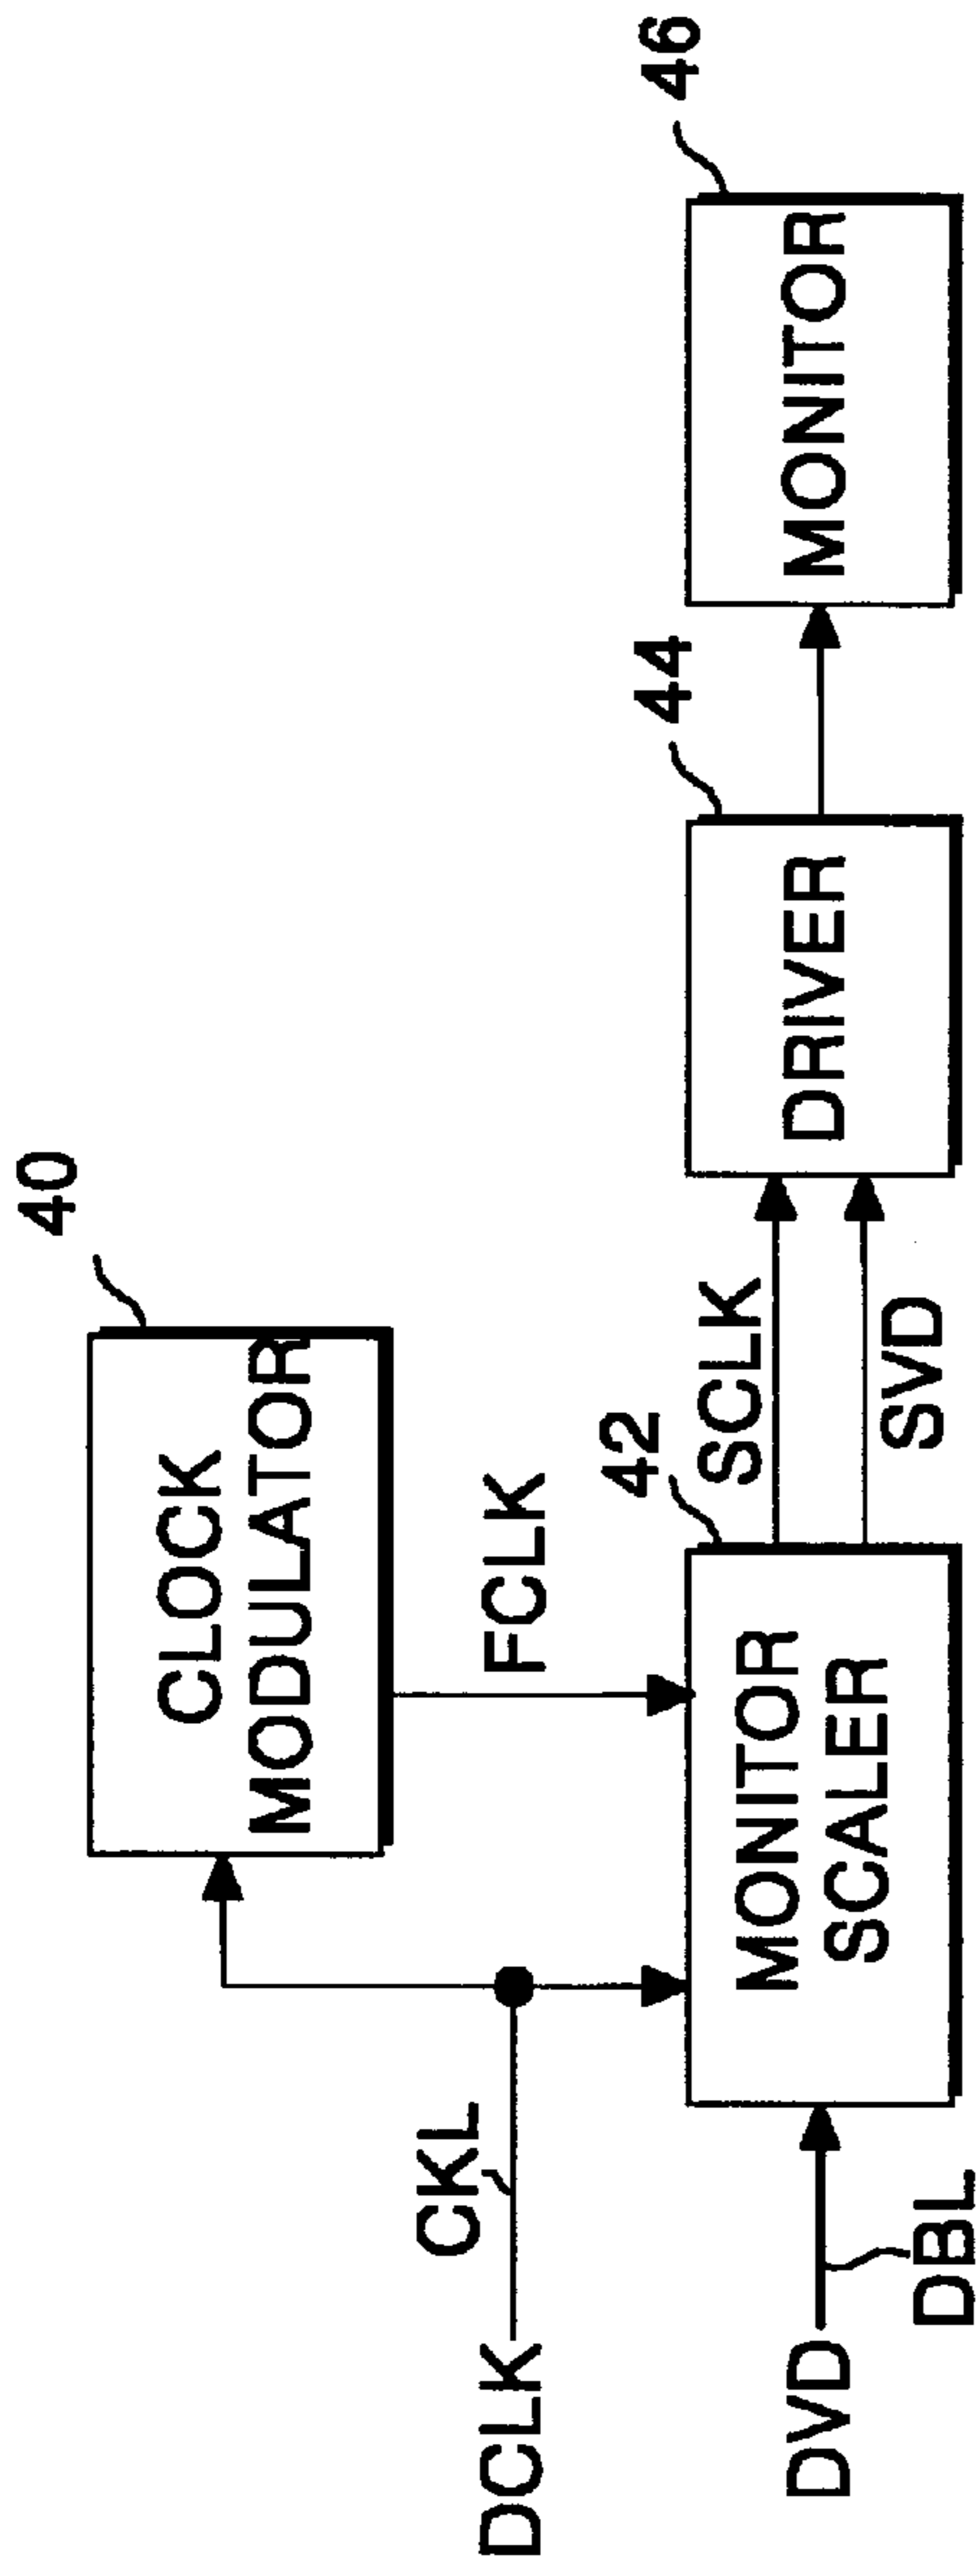 40
CLOCK
MODULATOR
CKL
DCLK
FCLK
42
44
46
SCLK
MONITOR
SCALER
DRIVER
MONITOR
DVD
SVD
DBL